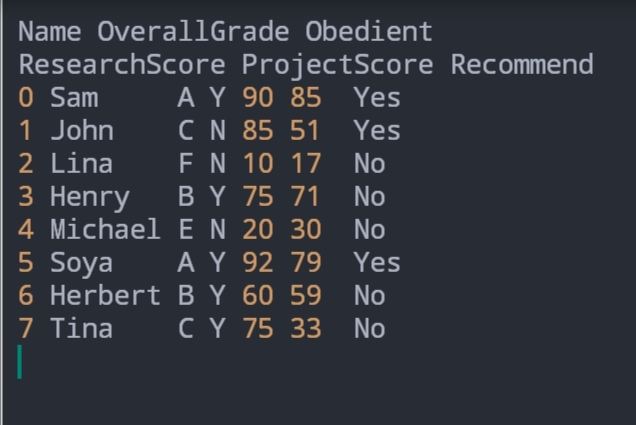 Name OverallGrade Obedient
ResearchScore ProjectScore Recommend
0 Sam     A Y 90 85  Yes
1 John    C N 85 51  Yes
2 Lina    F N 10 17  No
3 Henry   B Y 75 71  No
4 Michael E N 20 30  No
5 Soya    A Y 92 79  Yes
6 Herbert B Y 60 59  No
7 Tina    C Y 75 33  No